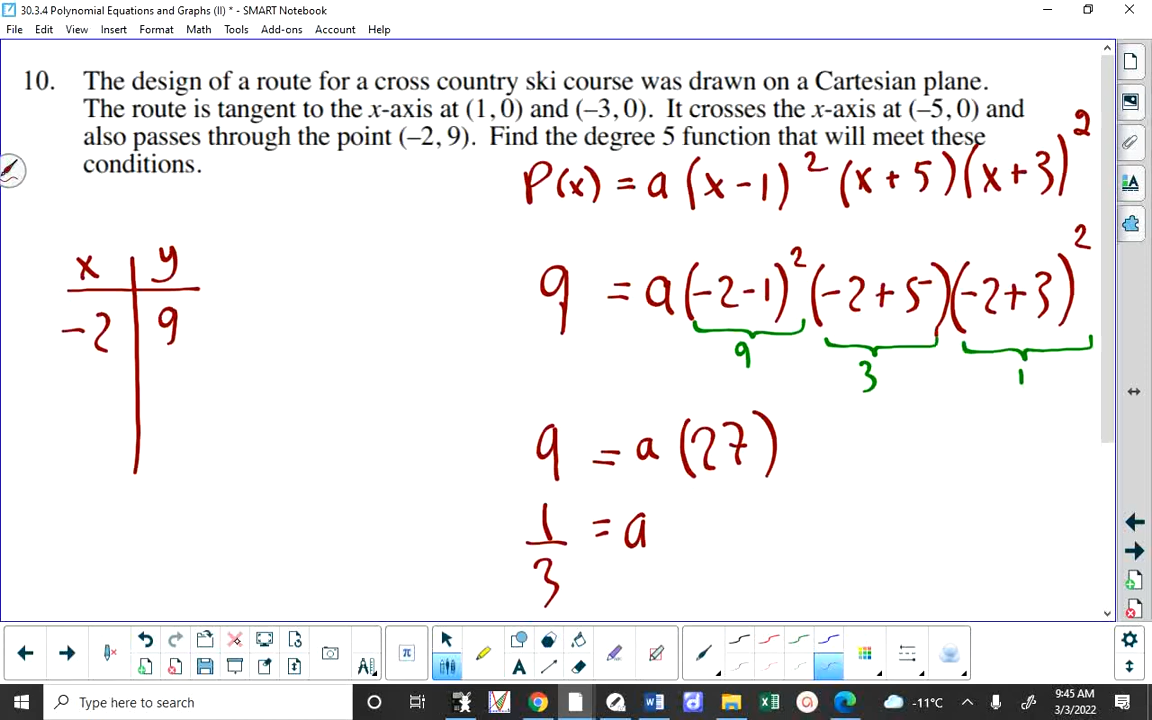 30.3.4 Polynomial Equations and Graphs (II) * - SMART Notebook
File Edit View Insert Format Math Tools Add-ons Account Help
10. The design of a route for a cross country ski course was drawn on a Cartesian plane.
The route is tangent to the x-axis at (1, 0) and (–3, 0). It crosses the x-axis at (–5, 0) and
also passes through the point (–2, 9). Find the degree 5 function that will meet these
conditions.
P(x) = a (x - 1)² (x + 5)(x + 3)²
x y
-2 9
9 = a(-2-1)² (-2+5)(-2+3)²
9 3 1
9 = a (27)
1/3 = a
Type here to search
-11°C
9:45 AM
3/3/2022